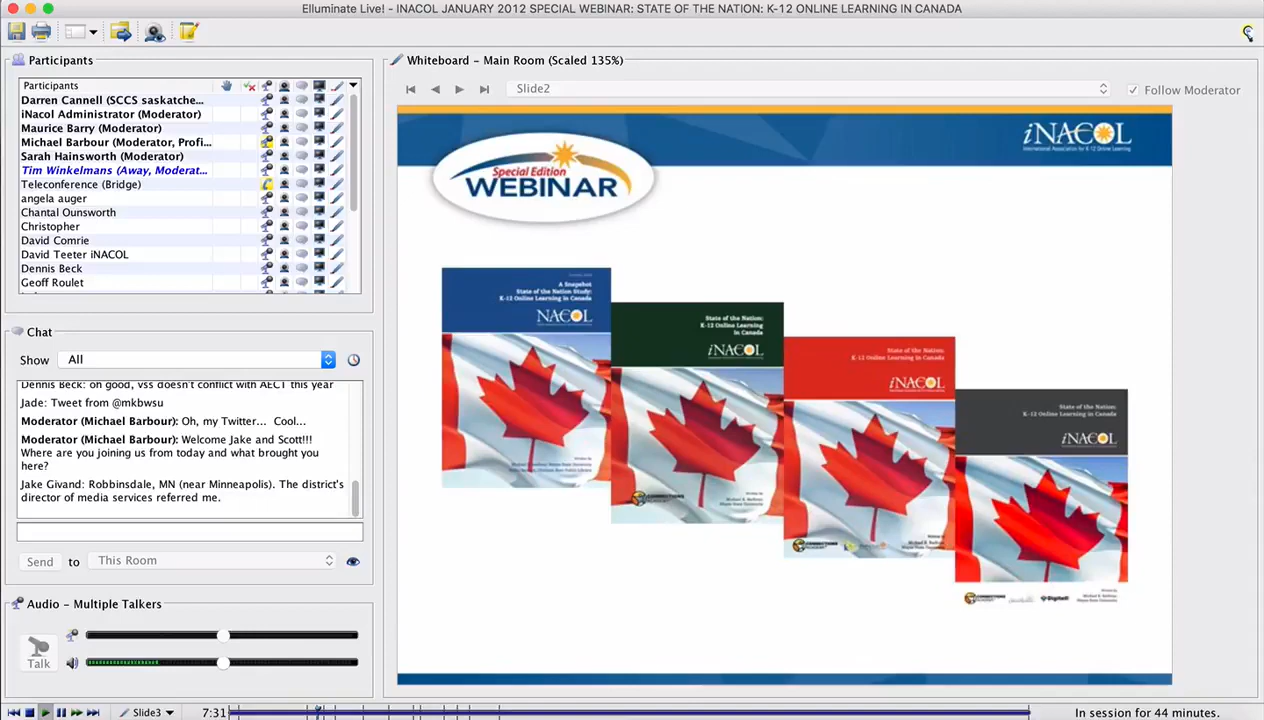 Elluminate Live! - INACOL JANUARY 2012 SPECIAL WEBINAR: STATE OF THE NATION: K-12 ONLINE LEARNING IN CANADA
Participants
Participants
Darren Cannell (SCCS saskatche...
iNacol Administrator (Moderator)
Maurice Barry (Moderator)
Michael Barbour (Moderator, Profi...
Sarah Hainsworth (Moderator)
Tim Winkelmans (Away, Moderat...
Teleconference (Bridge)
angela auger
Chantal Ounsworth
Christopher
David Comrie
David Teeter iNACOL
Dennis Beck
Geoff Roulet
Chat
Show All
Dennis Beck: oh good, vss doesn't conflict with AECT this year
Jade: Tweet from @mkbwsu
Moderator (Michael Barbour): Oh, my Twitter... Cool...
Moderator (Michael Barbour): Welcome Jake and Scott!!!
Where are you joining us from today and what brought you
here?
Jake Givand: Robbinsdale, MN (near Minneapolis). The district's
director of media services referred me.
Send to This Room
Audio - Multiple Talkers
Talk
Whiteboard - Main Room (Scaled 135%)
Slide2
Follow Moderator
iNACOL
International Association for K-12 Online Learning
Special Edition
WEBINAR
A Snapshot
State of the Nation Study:
K-12 Online Learning in Canada
NACOL
State of the Nation:
K-12 Online Learning
in Canada
iNACOL
CONNECTIONS
State of the Nation:
K-12 Online Learning in Canada
iNACOL
State of the Nation:
K-12 Online Learning in Canada
iNACOL
Slide3
7:31
In session for 44 minutes.